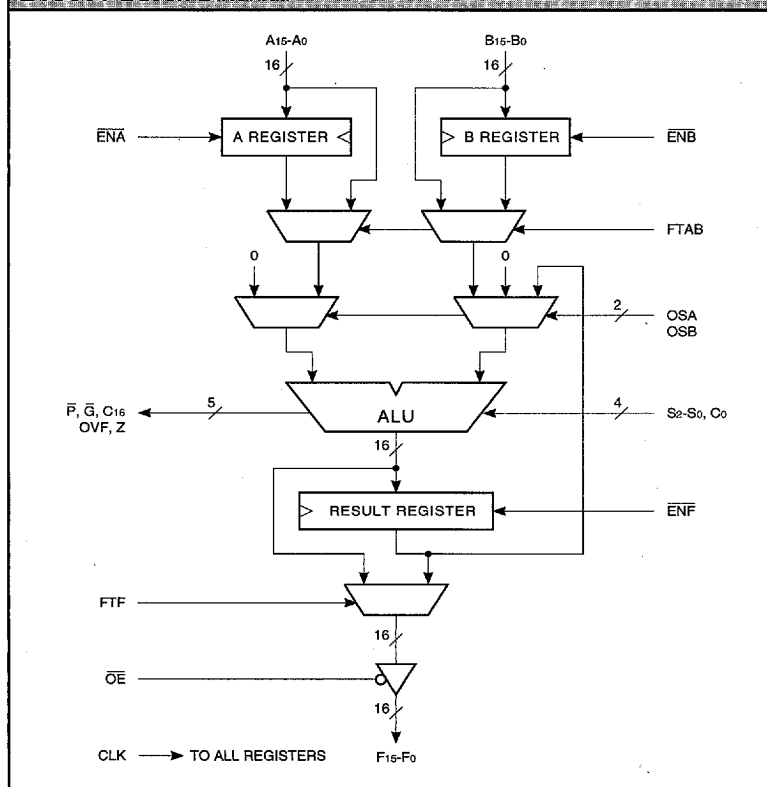 A15-A0 B15-B0
16 16
ENA A REGISTER B REGISTER ENB
FTAB
0 0
2 OSA
OSB
P, G, C16 5 ALU 4 S2-S0, C0
OVF, Z
16
RESULT REGISTER ENF
FTF
16
OE
16
CLK TO ALL REGISTERS F15-F0